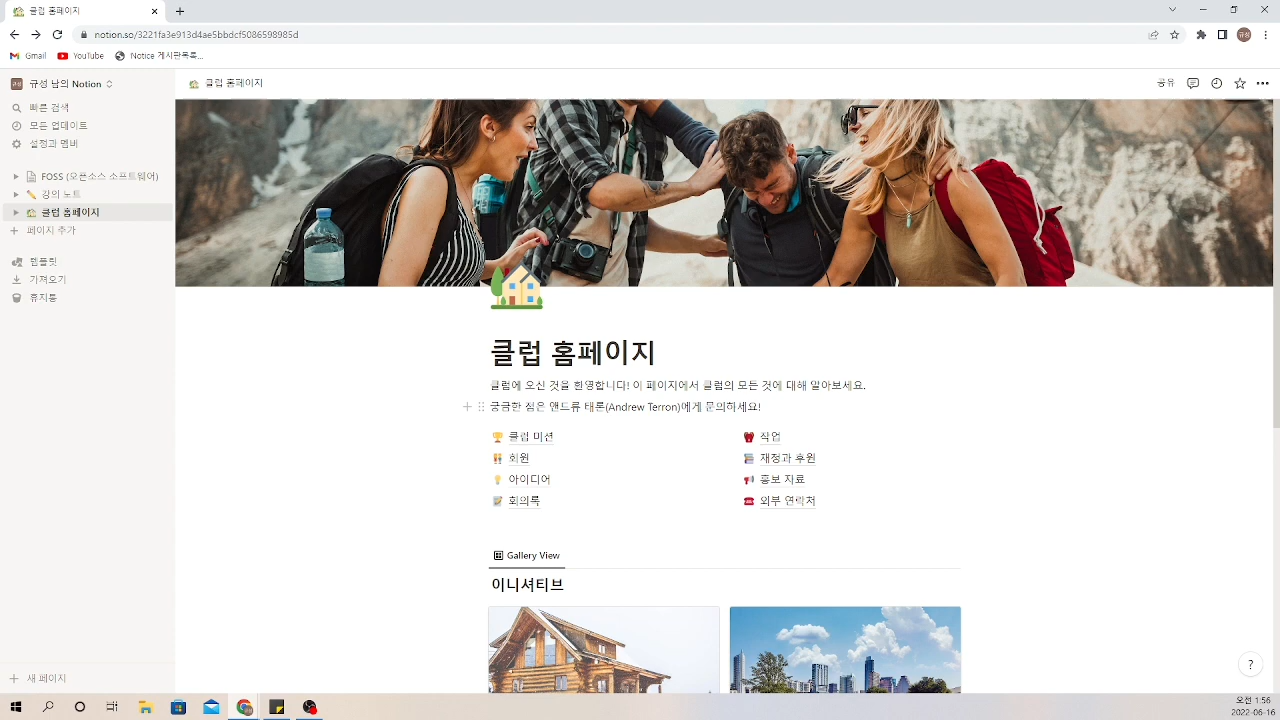 클럽 홈페이지
notion.so/3221fa3e913d4ae5bbdcf5086598985d
Gmail
YouTube
Notice 게시판목록...
규성 남의 Notion
클럽 홈페이지
공유
빠른 검색
모든 업데이트
설정과 멤버
FOSS (오픈소스 소프트웨어)
강의 노트
클럽 홈페이지
페이지 추가
템플릿
가져오기
휴지통
클럽 홈페이지
클럽에 오신 것을 환영합니다! 이 페이지에서 클럽의 모든 것에 대해 알아보세요.
궁금한 점은 앤드류 태론(Andrew Terron)에게 문의하세요!
클럽 미션
회원
아이디어
회의록
작업
재정과 후원
홍보 자료
외부 연락처
Gallery View
이니셔티브
새 페이지
?
오전 1:56
2022-06-16